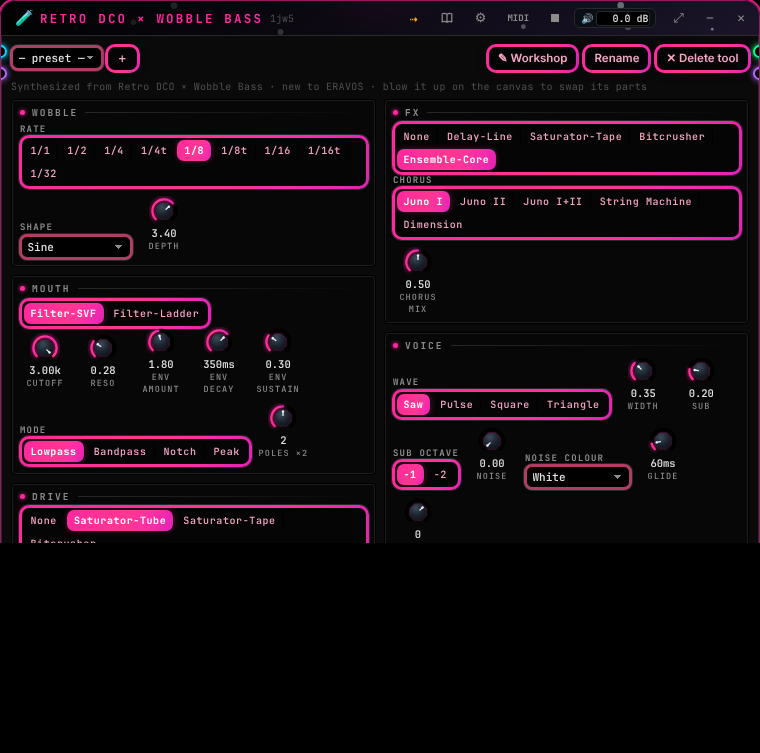 RETRO DCO × WOBBLE BASS 1jw5 MIDI 0.0 dB
— preset — + ✎ Workshop Rename ✕ Delete tool
Synthesized from Retro DCO × Wobble Bass · new to ERAVOS · blow it up on the canvas to swap its parts
WOBBLE
RATE
1/1 1/2 1/4 1/4t 1/8 1/8t 1/16 1/16t
1/32
SHAPE
Sine
3.40
DEPTH
MOUTH
Filter-SVF Filter-Ladder
3.00k
CUTOFF
0.28
RESO
1.80
ENV
AMOUNT
350ms
ENV
DECAY
0.30
ENV
SUSTAIN
MODE
Lowpass Bandpass Notch Peak
2
POLES ×2
DRIVE
None Saturator-Tube Saturator-Tape
FX
None Delay-Line Saturator-Tape Bitcrusher
Ensemble-Core
CHORUS
Juno I Juno II Juno I+II String Machine
Dimension
0.50
CHORUS
MIX
VOICE
WAVE
Saw Pulse Square Triangle
0.35
WIDTH
0.20
SUB
SUB OCTAVE
-1 -2
0.00
NOISE
NOISE COLOUR
White
60ms
GLIDE
0